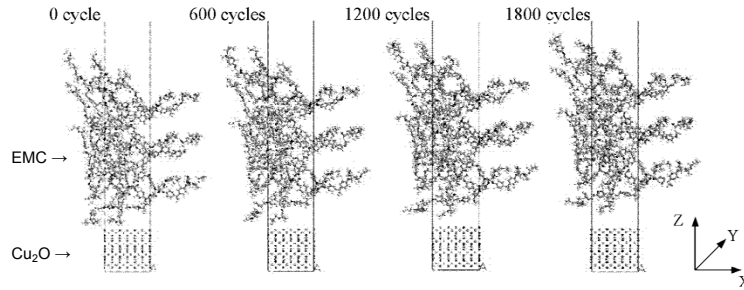 0 cycle
600 cycles
1200 cycles
1800 cycles
EMC →
Cu₂O →
Z
Y
X